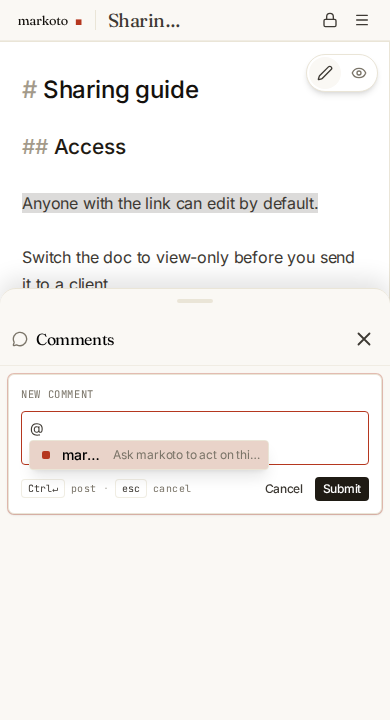 markoto
Sharin...
# Sharing guide
## Access
Anyone with the link can edit by default.
Switch the doc to view-only before you send
it to a client
Comments
NEW COMMENT
@
mar... Ask markoto to act on thi...
Ctrl↵ post · esc cancel
Cancel
Submit